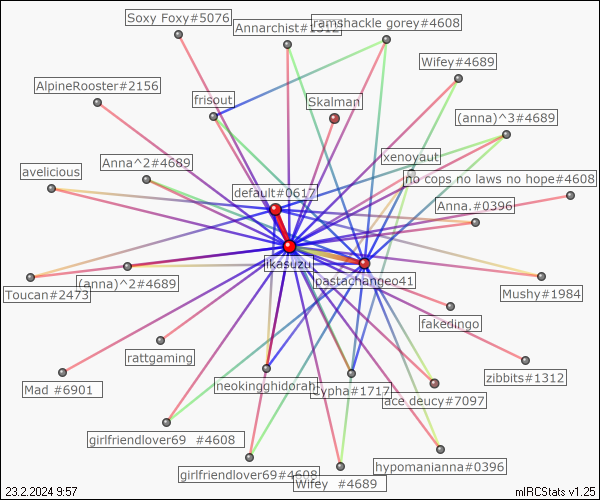 Soxy Foxy#5076
Annarchist#1312
ramshackle gorey#4608
Wifey#4689
AlpineRooster#2156
frisout
Skalman
(anna)^3#4689
xenoyaut
Anna^2#4689
avelicious
no cops no laws no hope#4608
default#0617
Anna.#0396
ikasuzu
pastachangeo41
(anna)^2#4689
Toucan#2473
Mushy#1984
fakedingo
rattgaming
zibbits#1312
Mad #6901
neokingghidorah
Cypha#1717
ace deucy#7097
girlfriendlover69 #4608
girlfriendlover69#4608
hypomanianna#0396
Wifey #4689
23.2.2024 9:57
mIRCStats v1.25